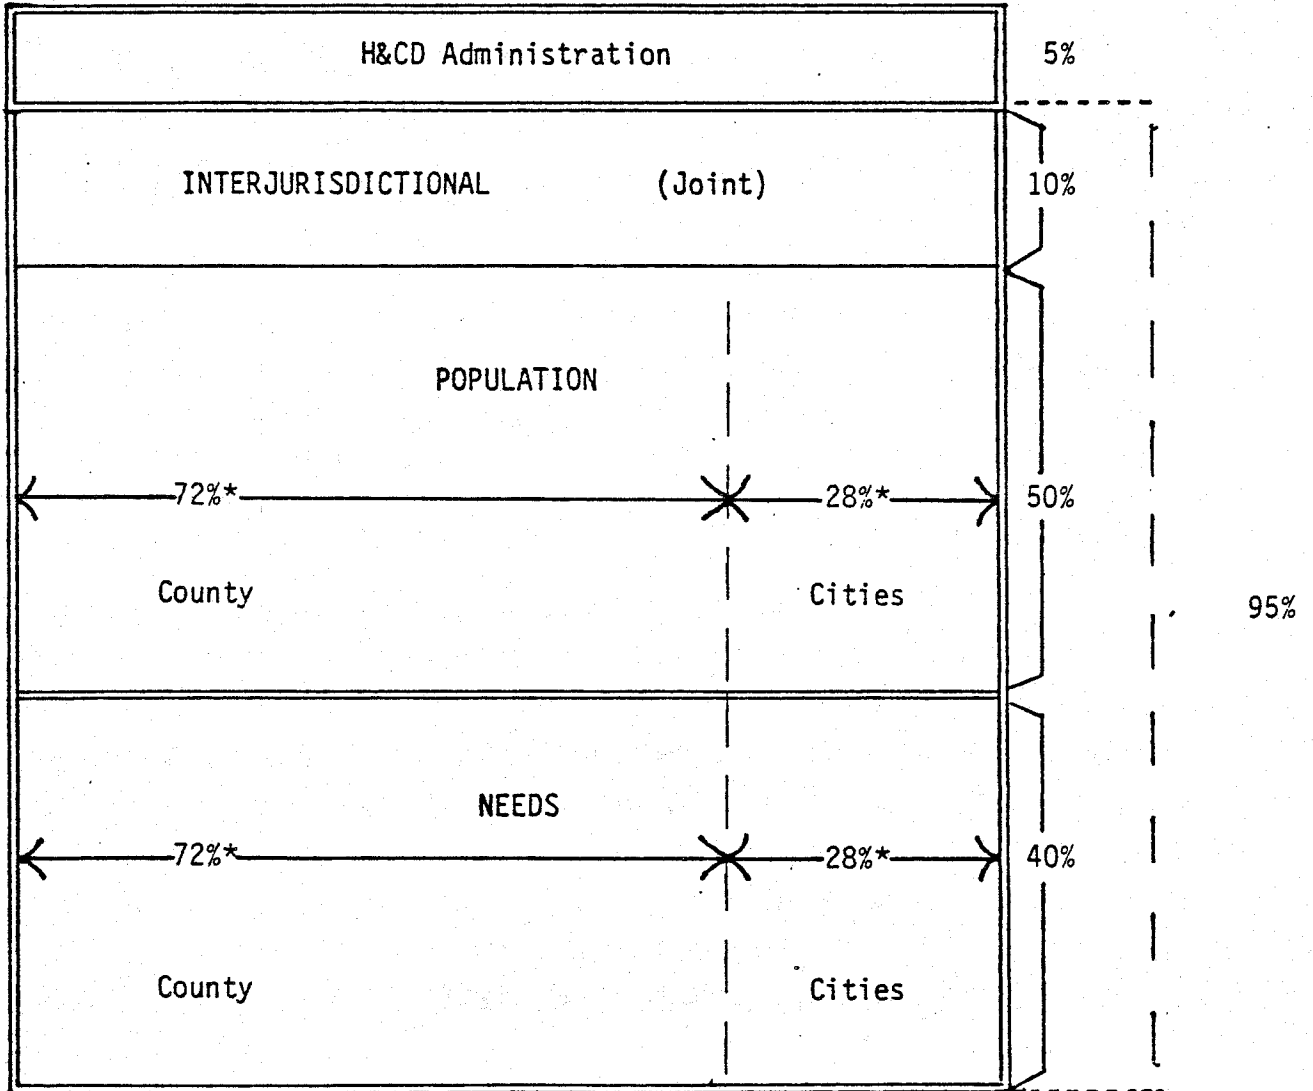 H&CD Administration 5%
INTERJURISDICTIONAL (Joint) 10%
POPULATION
72%* 28%* 50%
County Cities
95%
NEEDS
72%* 28%* 40%
County Cities